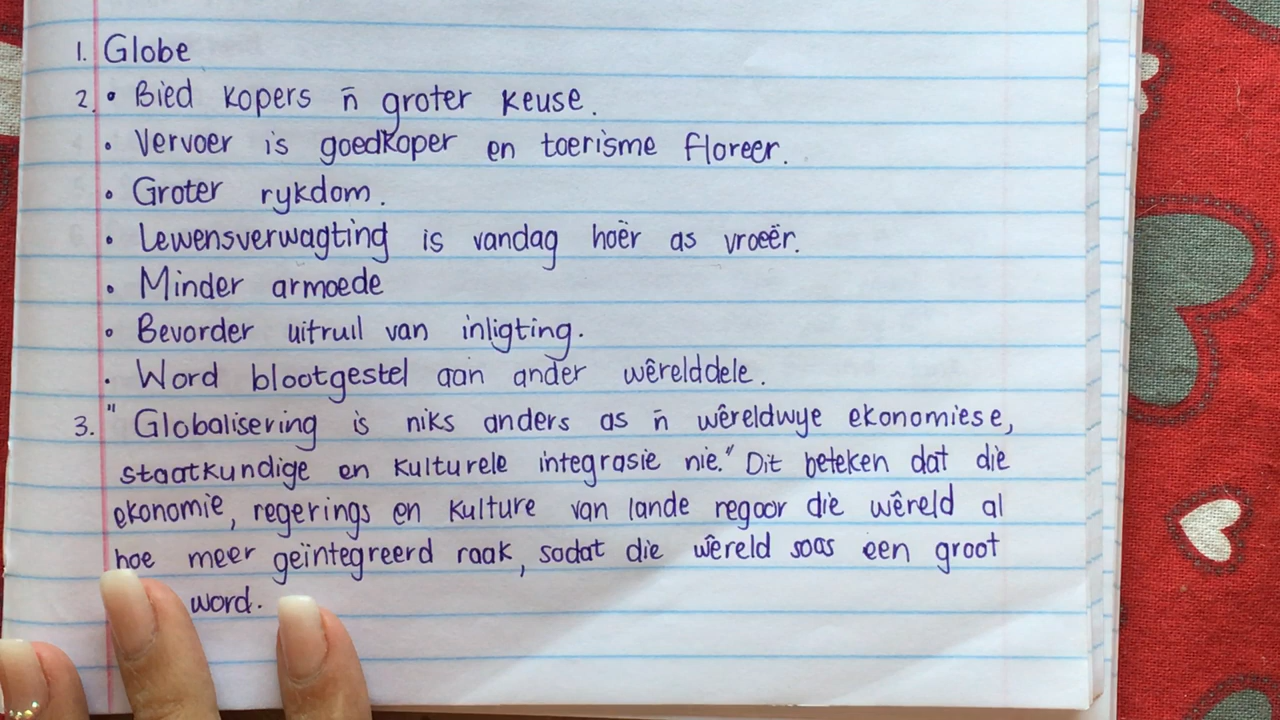 1. Globe
2. • Bied kopers 'n groter keuse.
• Vervoer is goedkoper en toerisme floreer.
• Groter rykdom.
• Lewensverwagting is vandag hoër as vroeër.
• Minder armoede
• Bevorder uitruil van inligting.
• Word blootgestel aan ander wêrelddele.
3. "Globalisering is niks anders as 'n wêreldwye ekonomiese,
staatkundige en kulturele integrasie nie." Dit beteken dat die
ekonomie, regerings en kulture van lande regoor die wêreld al
hoe meer geïntegreerd raak, sodat die wêreld soos een groot
word.